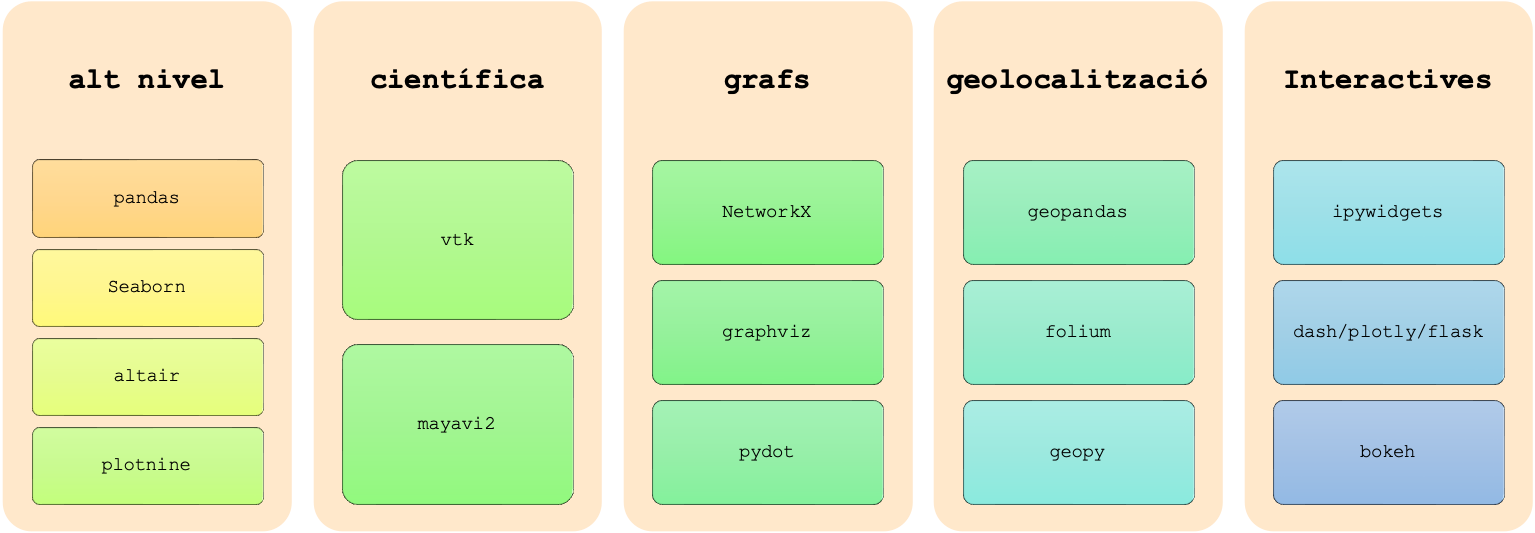 alt nivel
pandas
Seaborn
altair
plotnine
científica
vtk
mayavi2
grafs
NetworkX
graphviz
pydot
geolocalització
geopandas
folium
geopy
Interactives
ipywidgets
dash/plotly/flask
bokeh